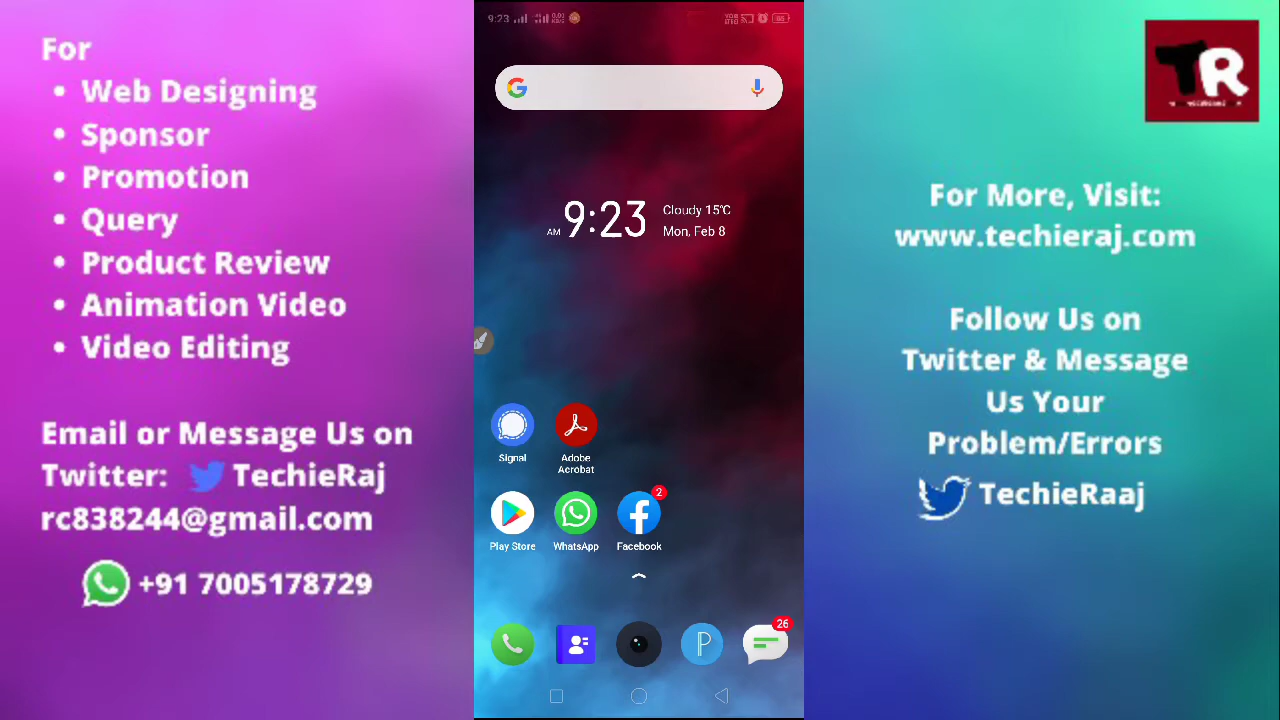 For
• Web Designing
• Sponsor
• Promotion
• Query
• Product Review
• Animation Video
• Video Editing
Email or Message Us on
Twitter: TechieRaj
rc838244@gmail.com
+91 7005178729
9:23
AM 9:23
Cloudy 15°C
Mon, Feb 8
Signal
Adobe
Acrobat
2
Play Store
WhatsApp
Facebook
26
TR
For More, Visit:
www.techieraj.com
Follow Us on
Twitter & Message
Us Your
Problem/Errors
TechieRaaj